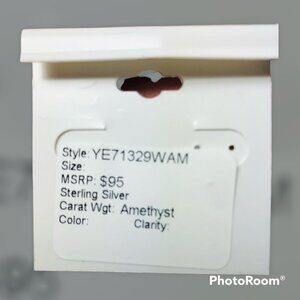 Style: YE71329WAM
Size:
MSRP: $95
Sterling Silver
Carat Wgt: Amethyst
Color: Clarity:
PhotoRoom®